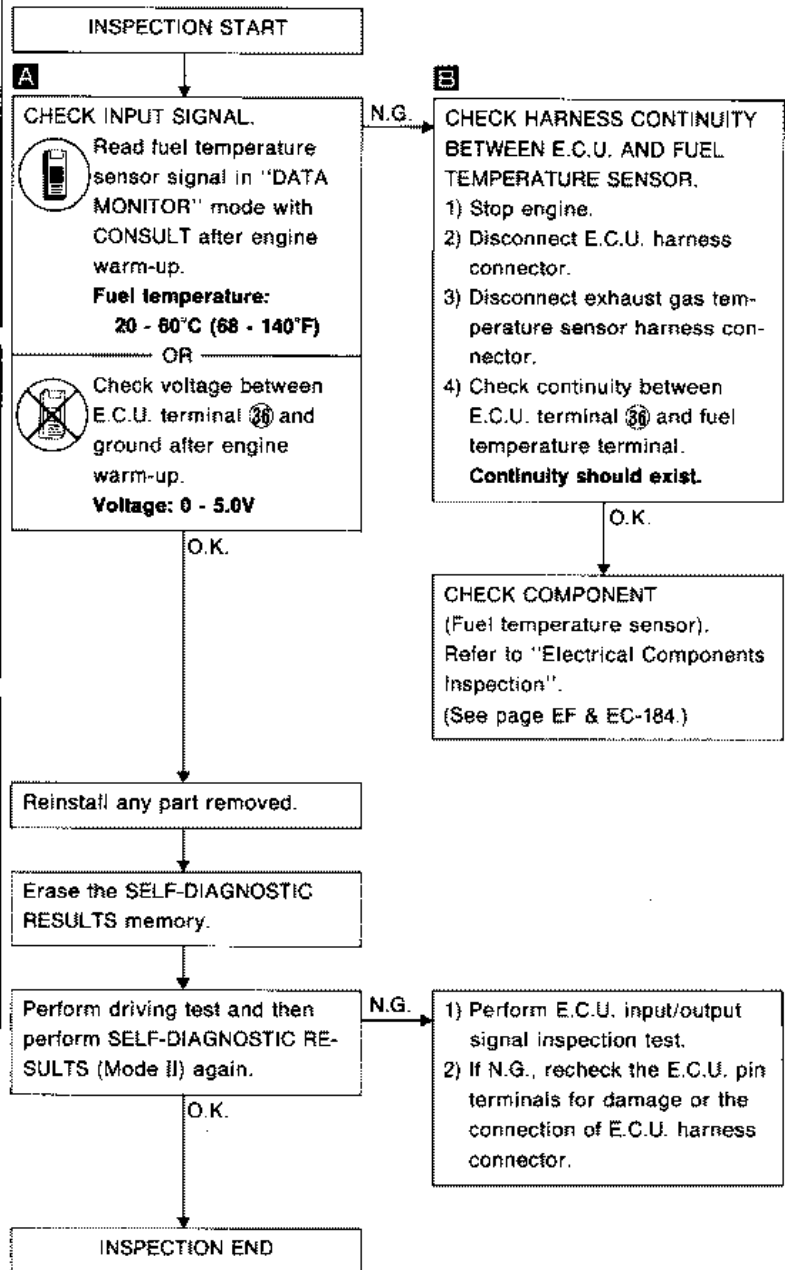 INSPECTION START
A
CHECK INPUT SIGNAL.
Read fuel temperature
sensor signal in "DATA
MONITOR" mode with
CONSULT after engine
warm-up.
Fuel temperature:
20 - 60°C (68 - 140°F)
OR
Check voltage between
E.C.U. terminal 36 and
ground after engine
warm-up.
Voltage: 0 - 5.0V
N.G.
B
CHECK HARNESS CONTINUITY
BETWEEN E.C.U. AND FUEL
TEMPERATURE SENSOR.
1) Stop engine.
2) Disconnect E.C.U. harness
connector.
3) Disconnect exhaust gas tem-
perature sensor harness con-
nector.
4) Check continuity between
E.C.U. terminal 36 and fuel
temperature terminal.
Continuity should exist.
O.K.
O.K.
CHECK COMPONENT
(Fuel temperature sensor).
Refer to "Electrical Components
Inspection".
(See page EF & EC-184.)
Reinstall any part removed.
Erase the SELF-DIAGNOSTIC
RESULTS memory.
Perform driving test and then
perform SELF-DIAGNOSTIC RE-
SULTS (Mode II) again.
N.G.
1) Perform E.C.U. input/output
signal inspection test.
2) If N.G., recheck the E.C.U. pin
terminals for damage or the
connection of E.C.U. harness
connector.
O.K.
INSPECTION END